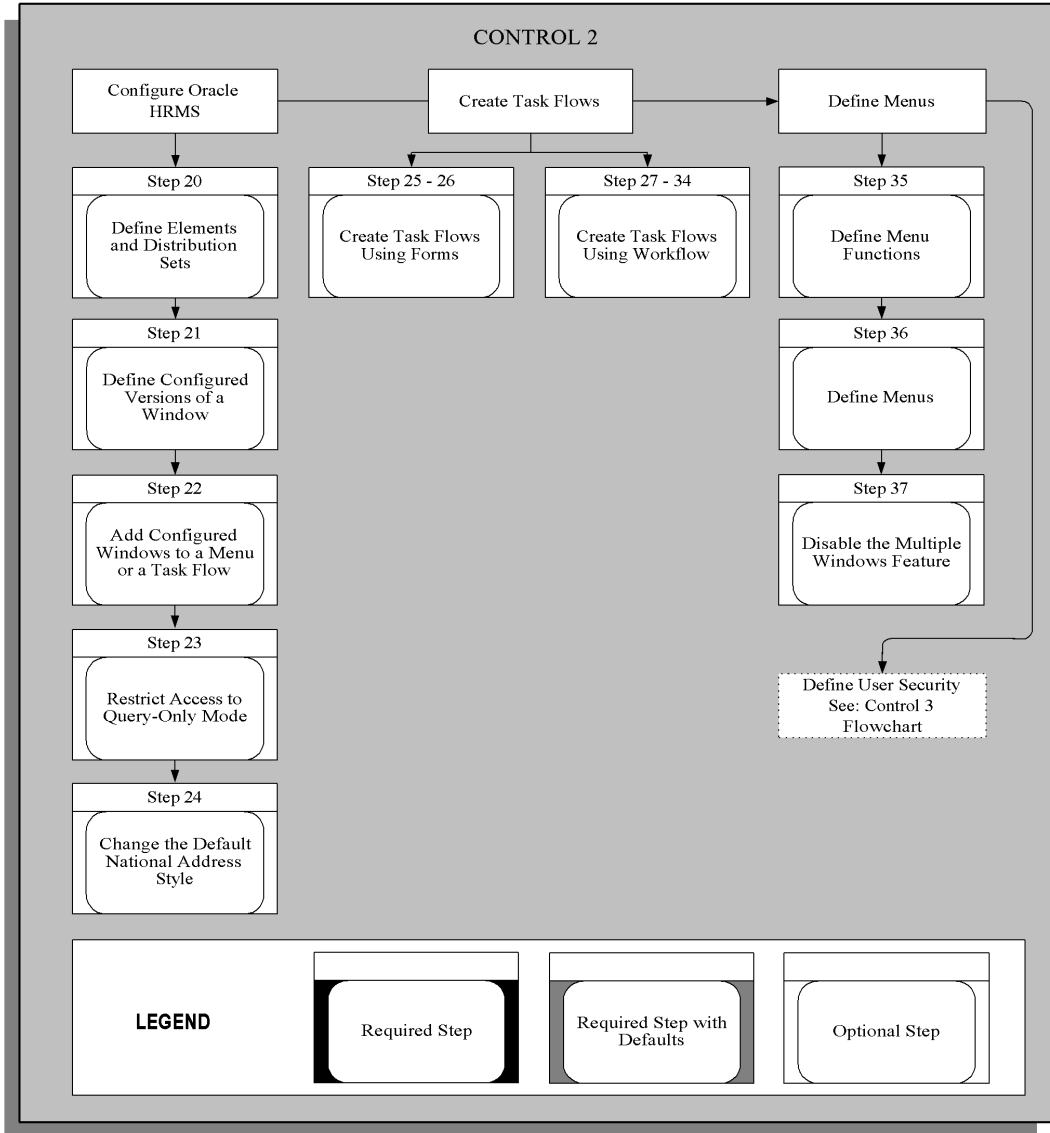 CONTROL 2
Configure Oracle
HRMS
Create Task Flows
Define Menus
Step 20
Define Elements
and Distribution
Sets
Step 21
Define Configured
Versions of a
Window
Step 22
Add Configured
Windows to a Menu
or a Task Flow
Step 23
Restrict Access to
Query-Only Mode
Step 24
Change the Default
National Address
Style
Step 25 - 26
Create Task Flows
Using Forms
Step 27 - 34
Create Task Flows
Using Workflow
Step 35
Define Menu
Functions
Step 36
Define Menus
Step 37
Disable the Multiple
Windows Feature
Define User Security
See: Control 3
Flowchart
LEGEND
Required Step
Required Step with
Defaults
Optional Step